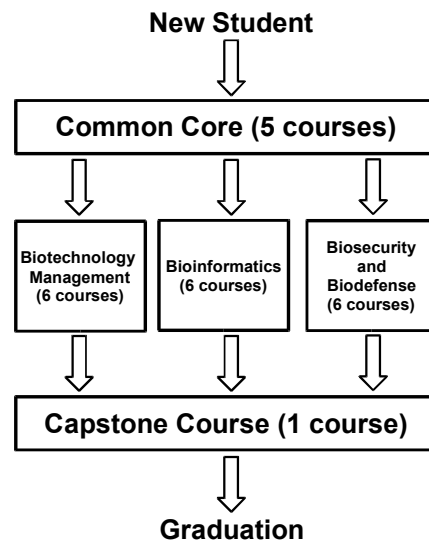 New Student
Common Core (5 courses)
Biotechnology
Management
(6 courses)
Bioinformatics
(6 courses)
Biosecurity
and
Biodefense
(6 courses)
Capstone Course (1 course)
Graduation